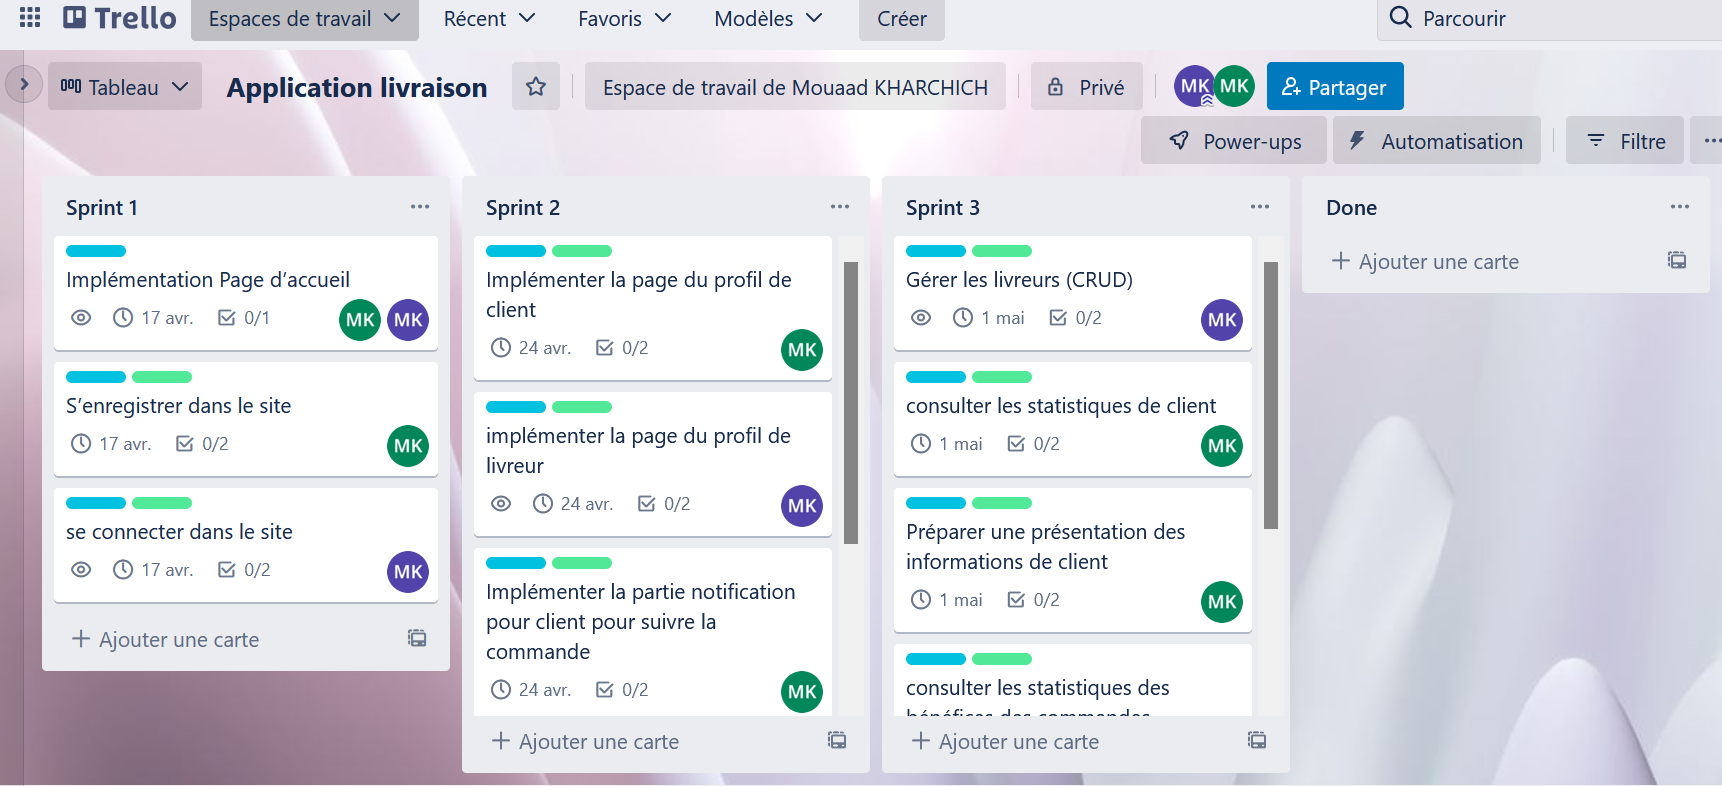 Trello
Espaces de travail
Récent
Favoris
Modèles
Créer
Parcourir
Tableau
Application livraison
Espace de travail de Mouaad KHARCHICH
Privé
MK
MK
Partager
Power-ups
Automatisation
Filtre
Sprint 1
Implémentation Page d’accueil
17 avr.
0/1
MK
MK
S’enregistrer dans le site
17 avr.
0/2
MK
se connecter dans le site
17 avr.
0/2
MK
Ajouter une carte
Sprint 2
Implémenter la page du profil de
client
24 avr.
0/2
MK
implémenter la page du profil de
livreur
24 avr.
0/2
MK
Implémenter la partie notification
pour client pour suivre la
commande
24 avr.
0/2
MK
Ajouter une carte
Sprint 3
Gérer les livreurs (CRUD)
1 mai
0/2
MK
consulter les statistiques de client
1 mai
0/2
MK
Préparer une présentation des
informations de client
1 mai
0/2
MK
consulter les statistiques des
bénéfices des commandes
Ajouter une carte
Done
Ajouter une carte